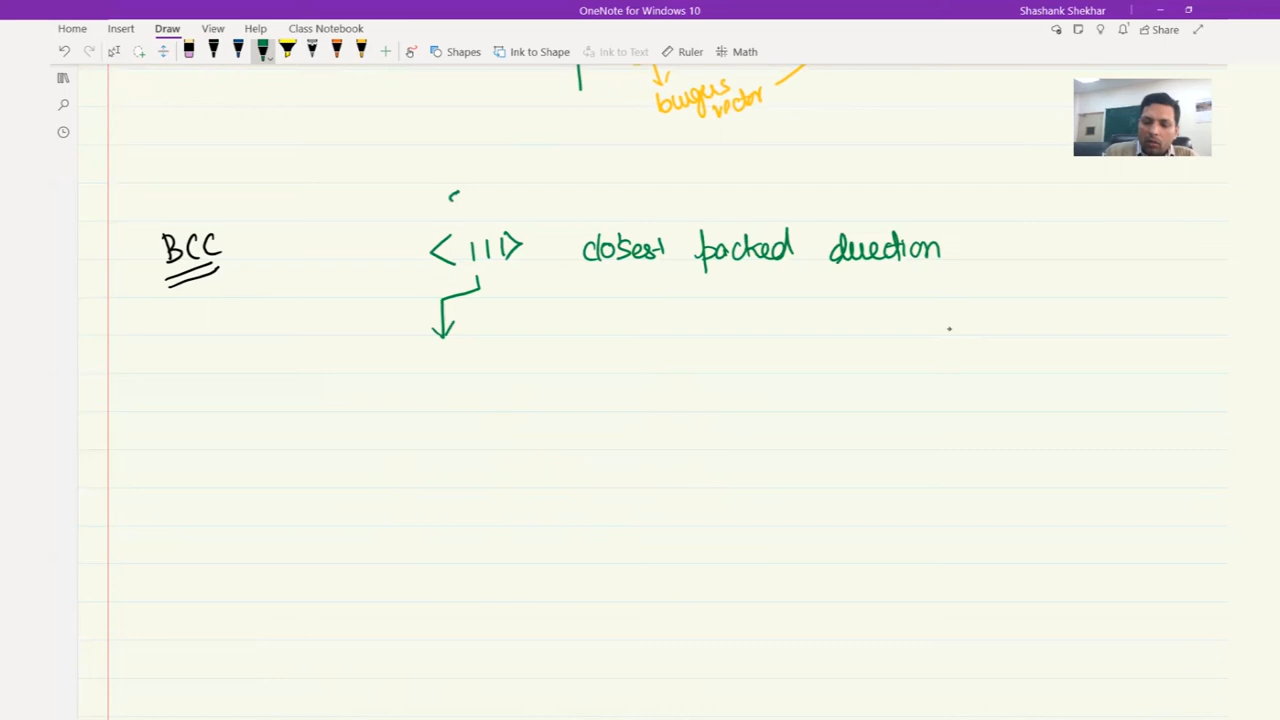 OneNote for Windows 10
Shashank Shekhar
Home Insert Draw View Help Class Notebook
Share
Shapes Ink to Shape Ink to Text Ruler Math
burgus
vector
BCC <111> closest packed direction